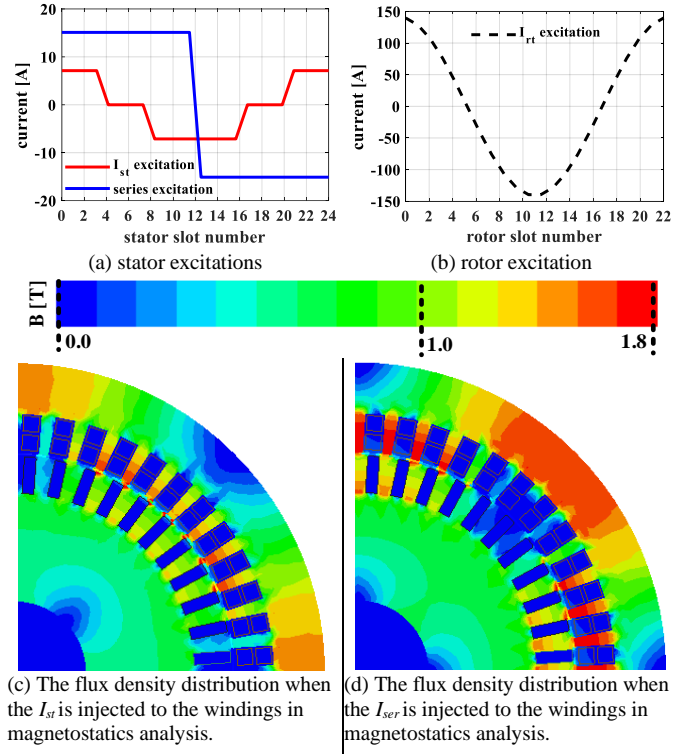 20
10
0
-10
-20
current [A]
I_st excitation
series excitation
0 2 4 6 8 10 12 14 16 18 20 22 24
stator slot number
(a) stator excitations
150
100
50
0
-50
-100
-150
current [A]
I_rt excitation
0 2 4 6 8 10 12 14 16 18 20 22
rotor slot number
(b) rotor excitation
B [T]
0.0 1.0 1.8
(c) The flux density distribution when
the I_st is injected to the windings in
magnetostatics analysis.
(d) The flux density distribution when
the I_ser is injected to the windings in
magnetostatics analysis.